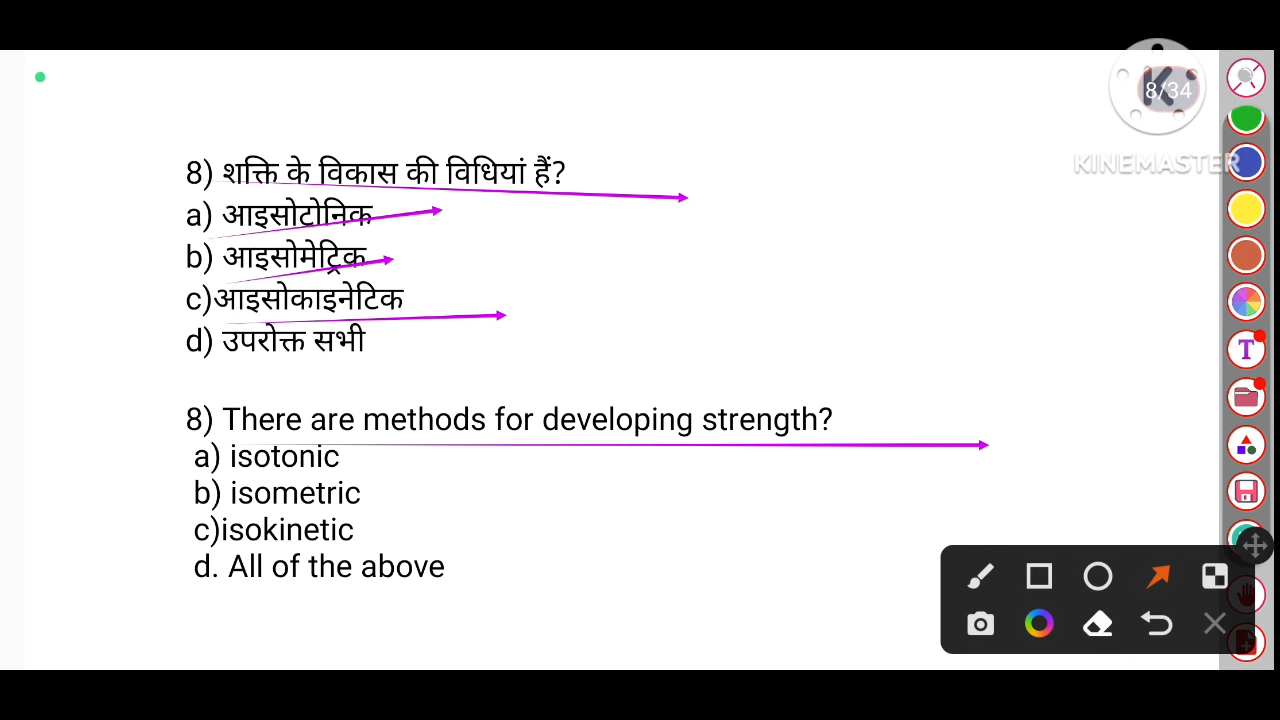 8/34
KINEMASTER
8) शक्ति के विकास की विधियां हैं?
a) आइसोटोनिक
b) आइसोमेट्रिक
c)आइसोकाइनेटिक
d) उपरोक्त सभी
8) There are methods for developing strength?
a) isotonic
b) isometric
c)isokinetic
d. All of the above